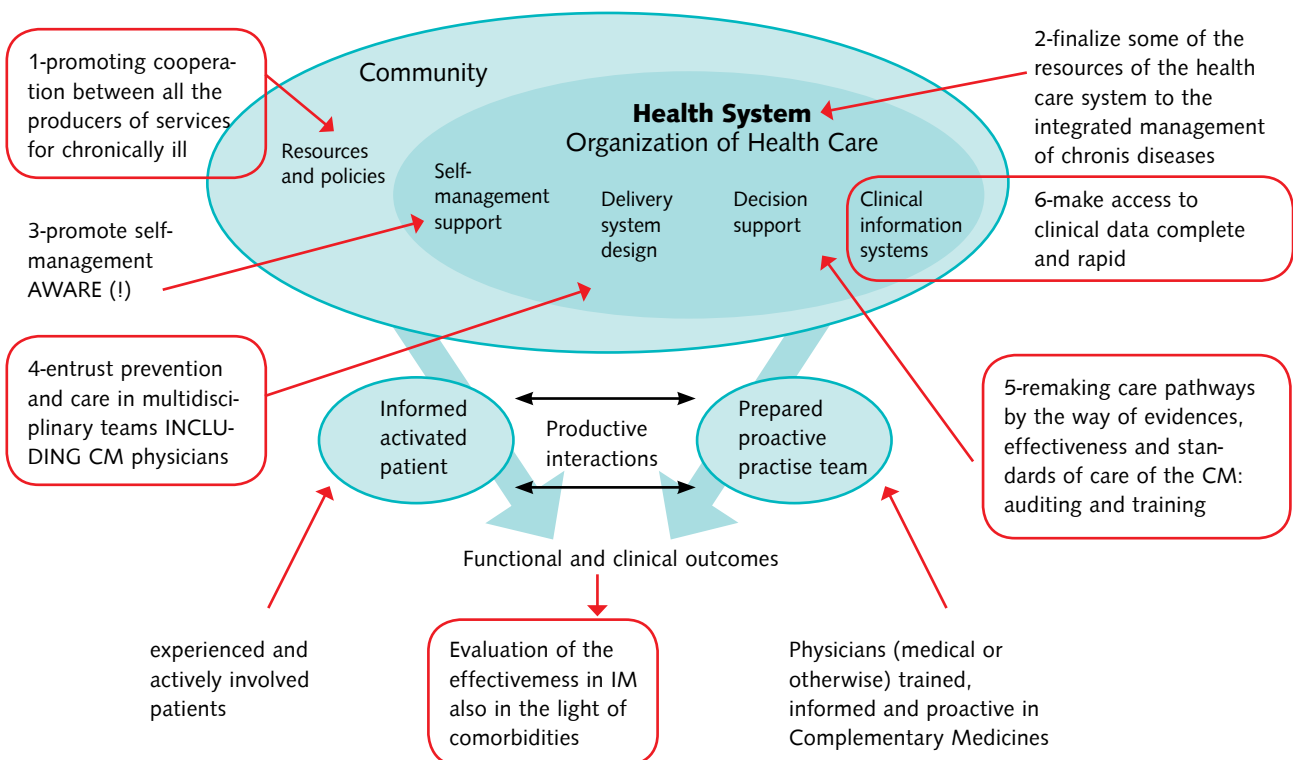 1-promoting coopera-
tion between all the
producers of services
for chronically ill
Community
Resources
and policies
Health System
Organization of Health Care
Self-
management
support
Delivery
system
design
Decision
support
Clinical
information
systems
2-finalize some of the
resources of the health
care system to the
integrated management
of chronis diseases
3-promote self-
management
AWARE (!)
6-make access to
clinical data complete
and rapid
4-entrust prevention
and care in multidisci-
plinary teams INCLU-
DING CM physicians
5-remaking care pathways
by the way of evidences,
effectiveness and stan-
dards of care of the CM:
auditing and training
Informed
activated
patient
Productive
interactions
Prepared
proactive
practise team
Functional and clinical outcomes
experienced and
actively involved
patients
Evaluation of the
effectiveness in IM
also in the light of
comorbidities
Physicians (medical or
otherwise) trained,
informed and proactive in
Complementary Medicines